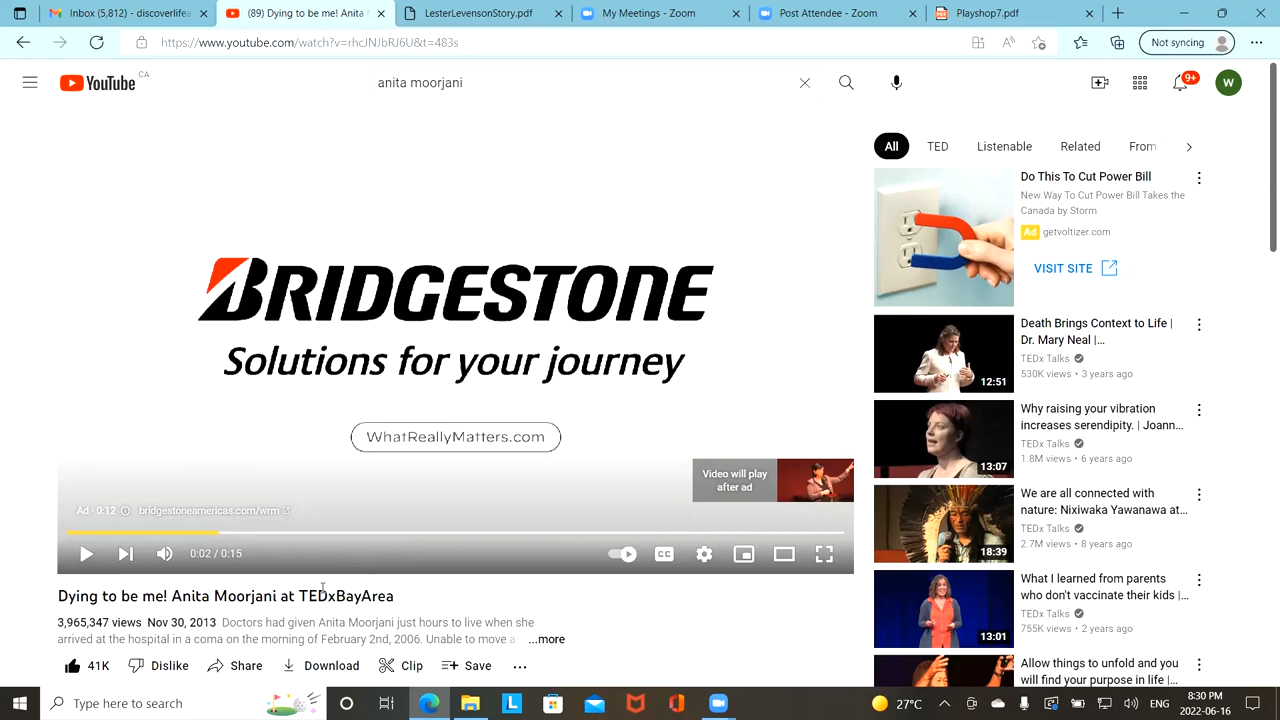 Inbox (5,812) - discoverlifea
(89) Dying to be me! Anita M
LesterLevensonStory.pdf
My Meetings - Zoom
Attendee - Zoom
Playshop7.pdf
https://www.youtube.com/watch?v=rhcJNJbRJ6U&t=483s
Not syncing
YouTube CA
anita moorjani
9+
W
All
TED
Listenable
Related
From
Do This To Cut Power Bill
New Way To Cut Power Bill Takes the
Canada by Storm
Ad getvoltizer.com
VISIT SITE
BRIDGESTONE
Solutions for your journey
WhatReallyMatters.com
Video will play
after ad
Ad · 0:12
bridgestoneamericas.com/wrm
0:02 / 0:15
CC
Dying to be me! Anita Moorjani at TEDxBayArea
3,965,347 views Nov 30, 2013 Doctors had given Anita Moorjani just hours to live when she
arrived at the hospital in a coma on the morning of February 2nd, 2006. Unable to move a ...more
41K
Dislike
Share
Download
Clip
Save
Death Brings Context to Life |
Dr. Mary Neal |...
TEDx Talks
530K views • 3 years ago
12:51
Why raising your vibration
increases serendipity. | Joann...
TEDx Talks
1.8M views • 6 years ago
13:07
We are all connected with
nature: Nixiwaka Yawanawa at...
TEDx Talks
2.7M views • 8 years ago
18:39
What I learned from parents
who don't vaccinate their kids |...
TEDx Talks
755K views • 2 years ago
13:01
Allow things to unfold and you
will find your purpose in life |...
Type here to search
L
27°C
ENG
8:30 PM
2022-06-16